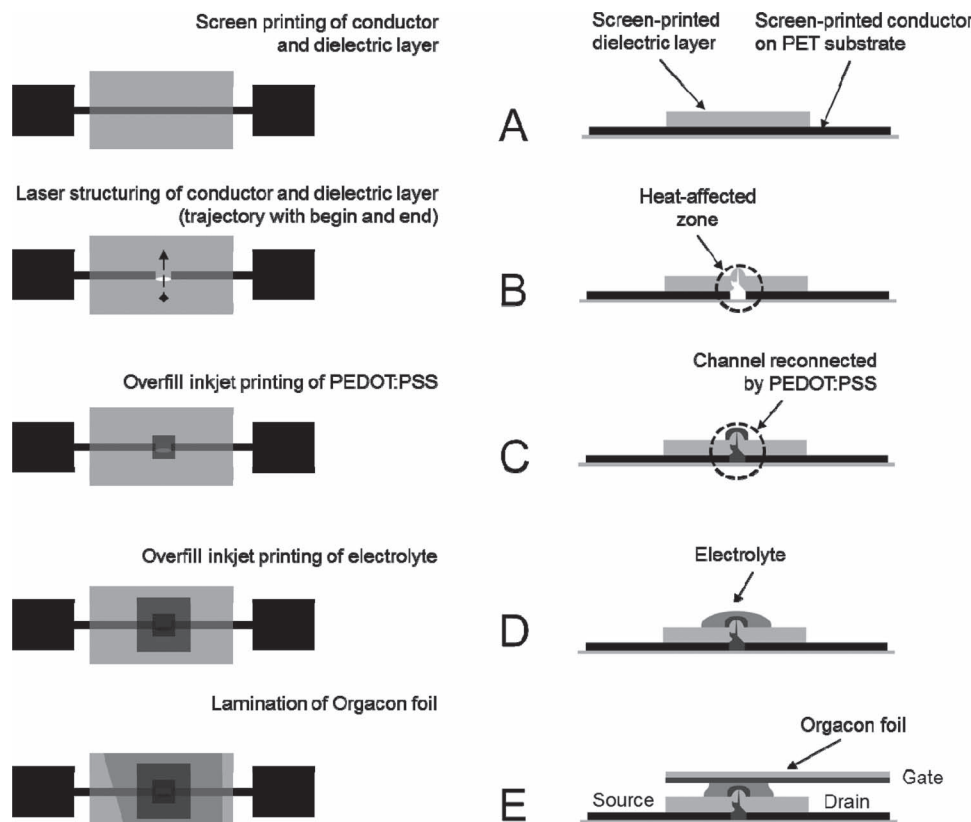 Screen printing of conductor
and dielectric layer
Screen-printed
dielectric layer
Screen-printed conductor
on PET substrate
A
Laser structuring of conductor and dielectric layer
(trajectory with begin and end)
Heat-affected
zone
B
Overfill inkjet printing of PEDOT:PSS
Channel reconnected
by PEDOT:PSS
C
Overfill inkjet printing of electrolyte
Electrolyte
D
Lamination of Orgacon foil
Orgacon foil
Gate
Source
Drain
E